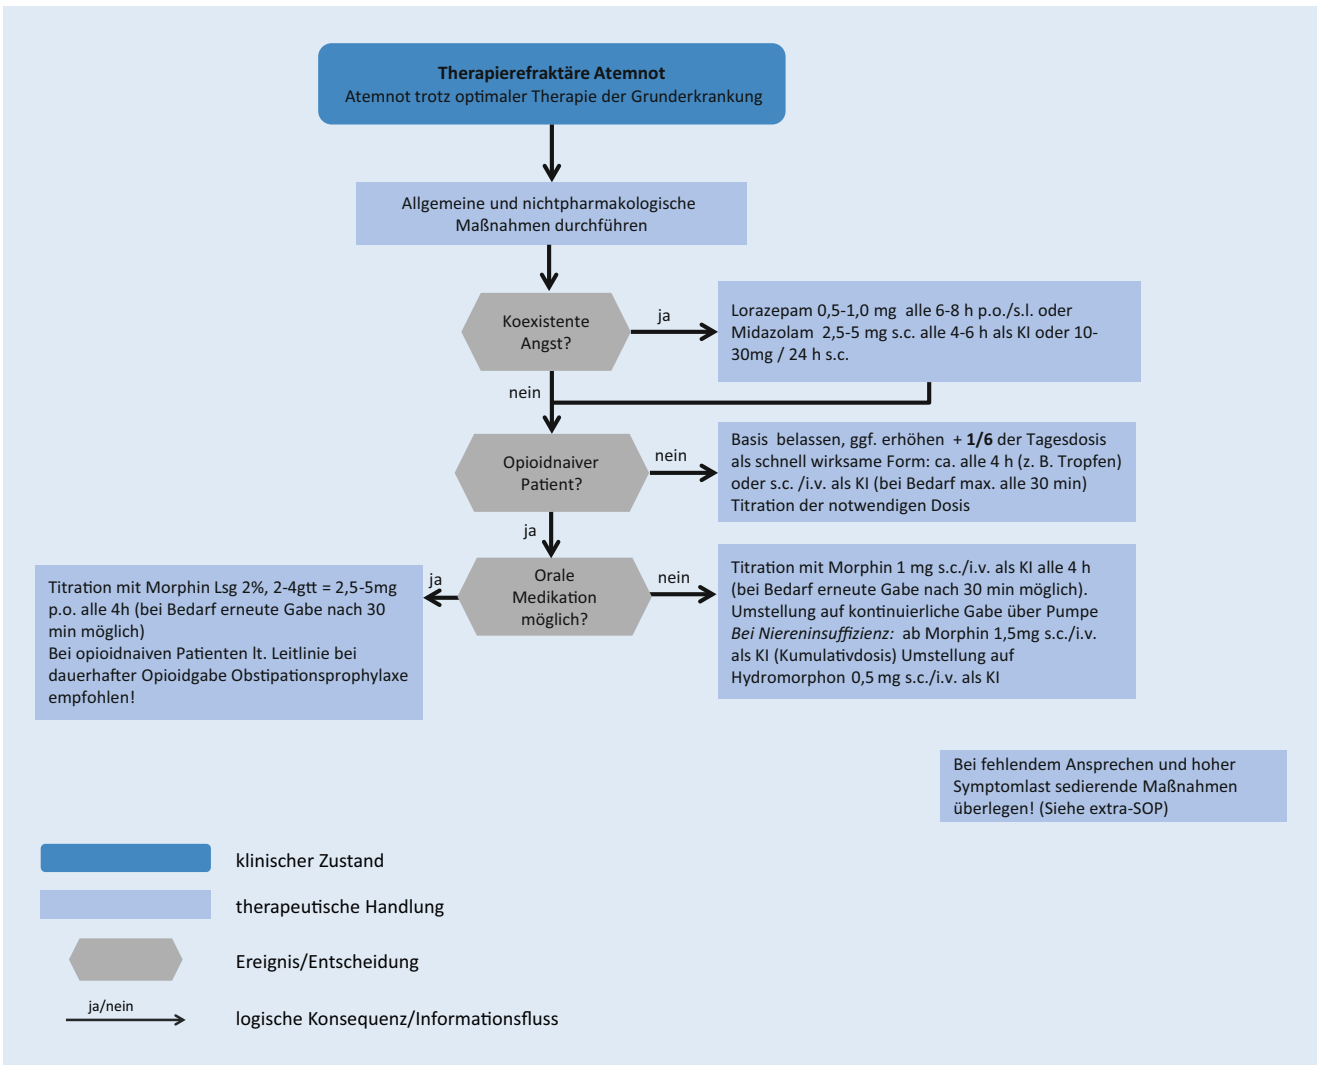 Therapierefraktäre Atemnot
Atemnot trotz optimaler Therapie der Grunderkrankung
Allgemeine und nichtpharmakologische
Maßnahmen durchführen
Koexistente
Angst?
ja
Lorazepam 0,5-1,0 mg alle 6-8 h p.o./s.l. oder
Midazolam 2,5-5 mg s.c. alle 4-6 h als KI oder 10-
30mg / 24 h s.c.
nein
Opioidnaiver
Patient?
nein
Basis belassen, ggf. erhöhen + 1/6 der Tagesdosis
als schnell wirksame Form: ca. alle 4 h (z. B. Tropfen)
oder s.c. /i.v. als KI (bei Bedarf max. alle 30 min)
Titration der notwendigen Dosis
ja
Orale
Medikation
möglich?
ja
Titration mit Morphin Lsg 2%, 2-4gtt = 2,5-5mg
p.o. alle 4h (bei Bedarf erneute Gabe nach 30
min möglich)
Bei opioidnaiven Patienten lt. Leitlinie bei
dauerhafter Opioidgabe Obstipationsprophylaxe
empfohlen!
nein
Titration mit Morphin 1 mg s.c./i.v. als KI alle 4 h
(bei Bedarf erneute Gabe nach 30 min möglich).
Umstellung auf kontinuierliche Gabe über Pumpe
Bei Niereninsuffizienz: ab Morphin 1,5mg s.c./i.v.
als KI (Kumulativdosis) Umstellung auf
Hydromorphon 0,5 mg s.c./i.v. als KI
Bei fehlendem Ansprechen und hoher
Symptomlast sedierende Maßnahmen
überlegen! (Siehe extra-SOP)
klinischer Zustand
therapeutische Handlung
Ereignis/Entscheidung
ja/nein
logische Konsequenz/Informationsfluss